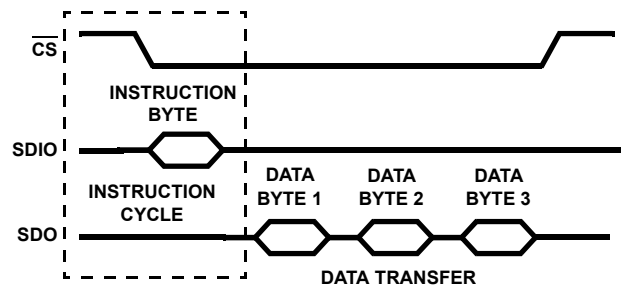 CS
INSTRUCTION
BYTE
SDIO
INSTRUCTION
CYCLE
DATA
BYTE 1
DATA
BYTE 2
DATA
BYTE 3
SDO
DATA TRANSFER